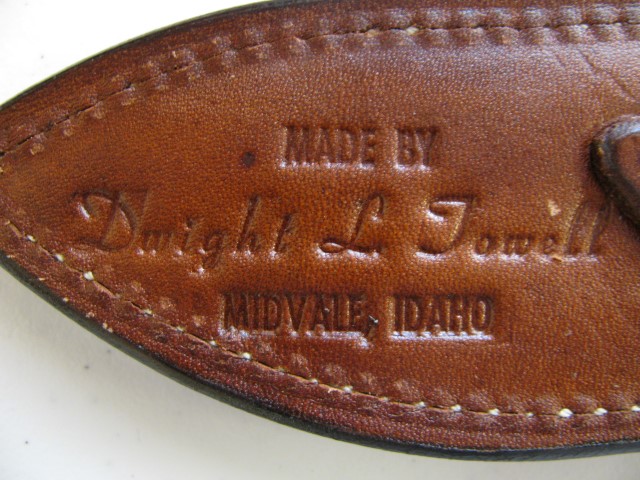 MADE BY
Dwight L. Towell
MIDVALE, IDAHO